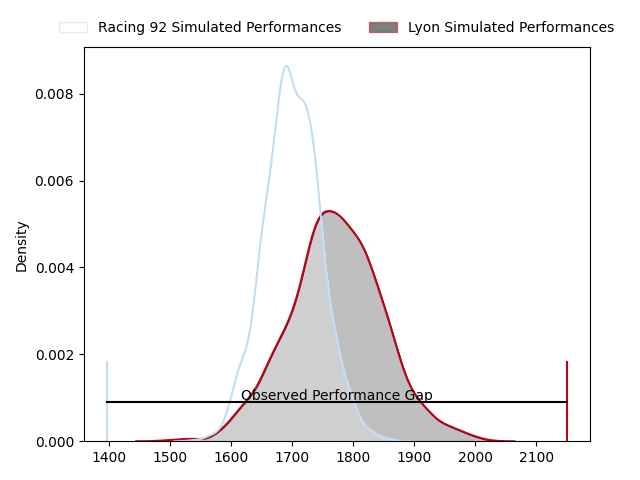 Racing 92 Simulated Performances
Lyon Simulated Performances
0.008
0.006
0.004
0.002
0.000
Density
Observed Performance Gap
1400 1500 1600 1700 1800 1900 2000 2100